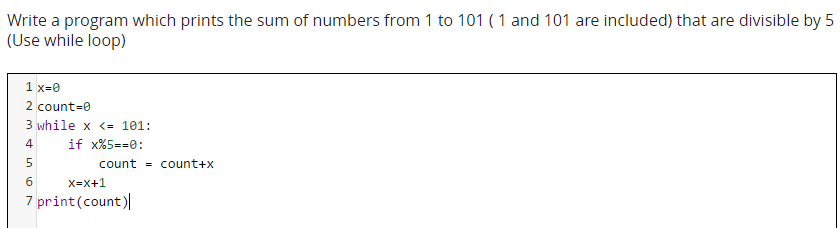 Write a program which prints the sum of numbers from 1 to 101 ( 1 and 101 are included) that are divisible by 5
(Use while loop)
1 x=0
2 count=0
3 while x <= 101:
4     if x%5==0:
5         count = count+x
6     x=x+1
7 print(count)